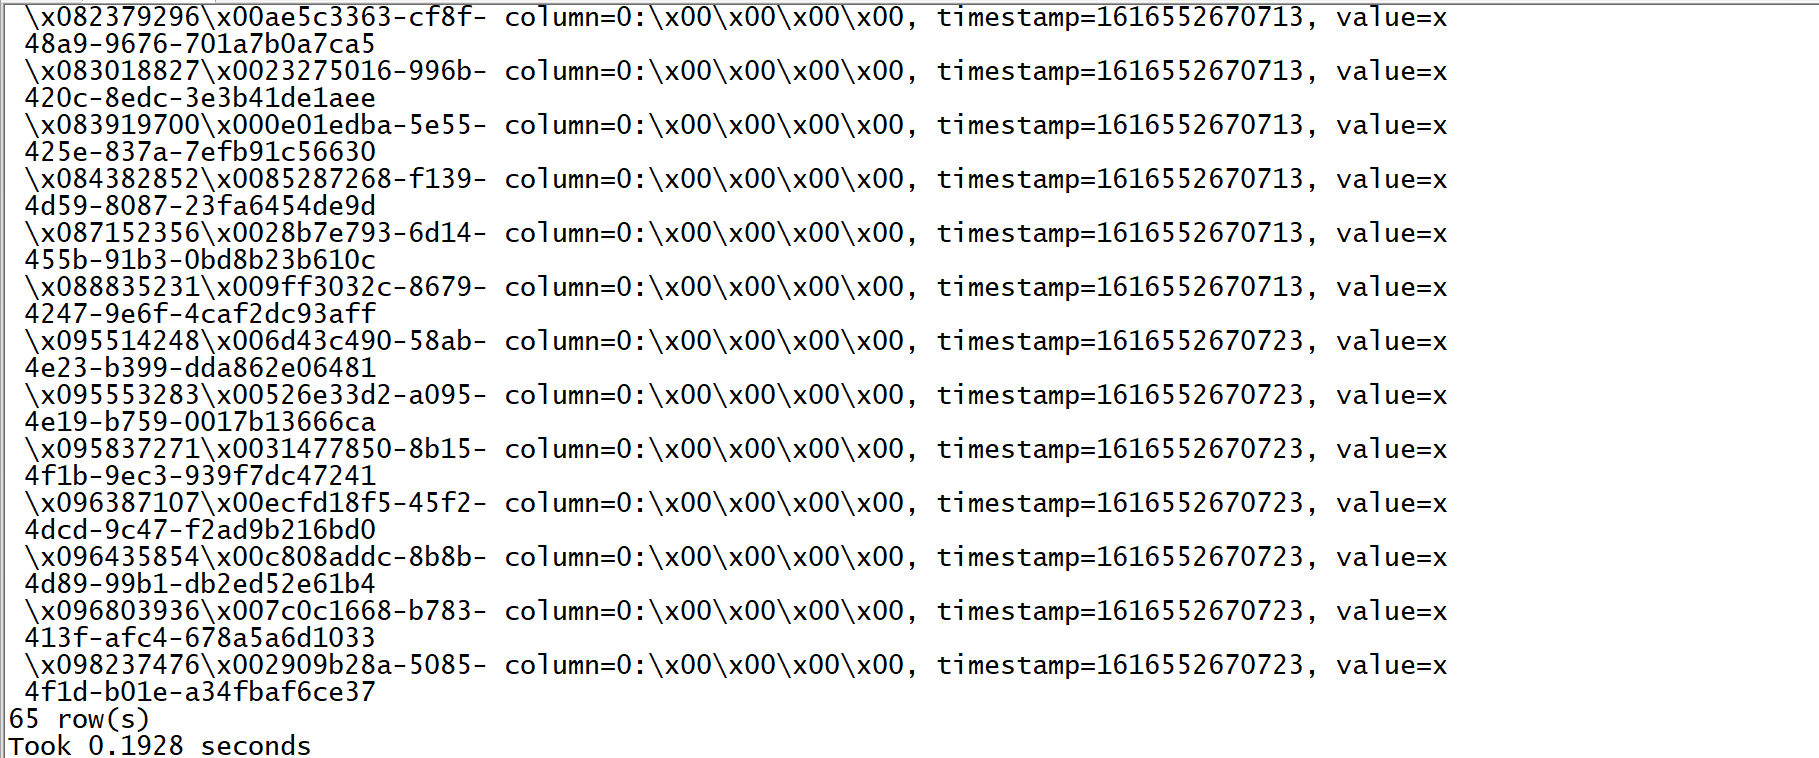 \x082379296\x00ae5c3363-cf8f- column=0:\x00\x00\x00\x00, timestamp=1616552670713, value=x
48a9-9676-701a7b0a7ca5
\x083018827\x0023275016-996b- column=0:\x00\x00\x00\x00, timestamp=1616552670713, value=x
420c-8edc-3e3b41de1aee
\x083919700\x000e01edba-5e55- column=0:\x00\x00\x00\x00, timestamp=1616552670713, value=x
425e-837a-7efb91c56630
\x084382852\x0085287268-f139- column=0:\x00\x00\x00\x00, timestamp=1616552670713, value=x
4d59-8087-23fa6454de9d
\x087152356\x0028b7e793-6d14- column=0:\x00\x00\x00\x00, timestamp=1616552670713, value=x
455b-91b3-0bd8b23b610c
\x088835231\x009ff3032c-8679- column=0:\x00\x00\x00\x00, timestamp=1616552670713, value=x
4247-9e6f-4caf2dc93aff
\x095514248\x006d43c490-58ab- column=0:\x00\x00\x00\x00, timestamp=1616552670723, value=x
4e23-b399-dda862e06481
\x095553283\x00526e33d2-a095- column=0:\x00\x00\x00\x00, timestamp=1616552670723, value=x
4e19-b759-0017b13666ca
\x095837271\x0031477850-8b15- column=0:\x00\x00\x00\x00, timestamp=1616552670723, value=x
4f1b-9ec3-939f7dc47241
\x096387107\x00ecfd18f5-45f2- column=0:\x00\x00\x00\x00, timestamp=1616552670723, value=x
4dcd-9c47-f2ad9b216bd0
\x096435854\x00c808addc-8b8b- column=0:\x00\x00\x00\x00, timestamp=1616552670723, value=x
4d89-99b1-db2ed52e61b4
\x096803936\x007c0c1668-b783- column=0:\x00\x00\x00\x00, timestamp=1616552670723, value=x
413f-afc4-678a5a6d1033
\x098237476\x002909b28a-5085- column=0:\x00\x00\x00\x00, timestamp=1616552670723, value=x
4f1d-b01e-a34fbaf6ce37
65 row(s)
Took 0.1928 seconds